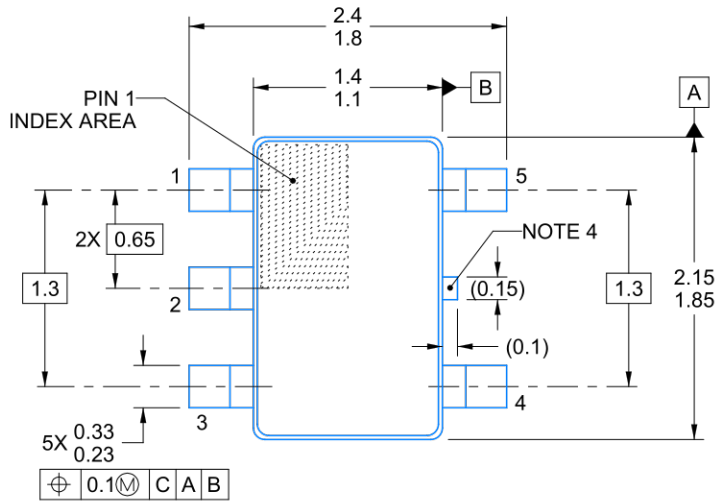 2.4
1.8
1.4
1.1
B
A
PIN 1
INDEX AREA
1
5
2X 0.65
NOTE 4
1.3
2
(0.15)
1.3
2.15
1.85
(0.1)
3
4
5X 0.33
0.23
⌖ 0.1Ⓜ C A B